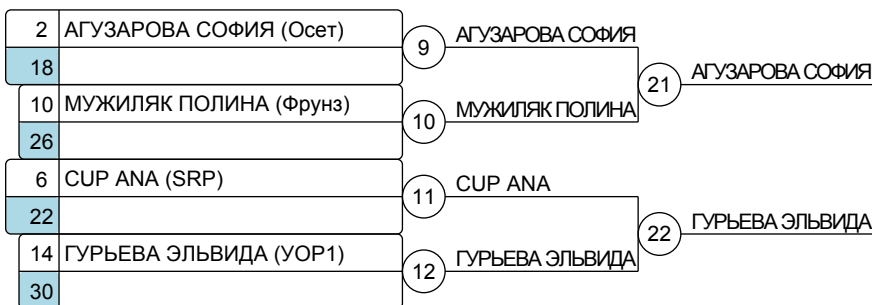 2 АГУЗАРОВА СОФИЯ (Осет)
18
9
АГУЗАРОВА СОФИЯ
10 МУЖИЛЯК ПОЛИНА (Фрунз)
26
10
МУЖИЛЯК ПОЛИНА
21
АГУЗАРОВА СОФИЯ
6 CUP ANA (SRP)
22
11
CUP ANA
14 ГУРЬЕВА ЭЛЬВИДА (УОР1)
30
12
ГУРЬЕВА ЭЛЬВИДА
22
ГУРЬЕВА ЭЛЬВИДА